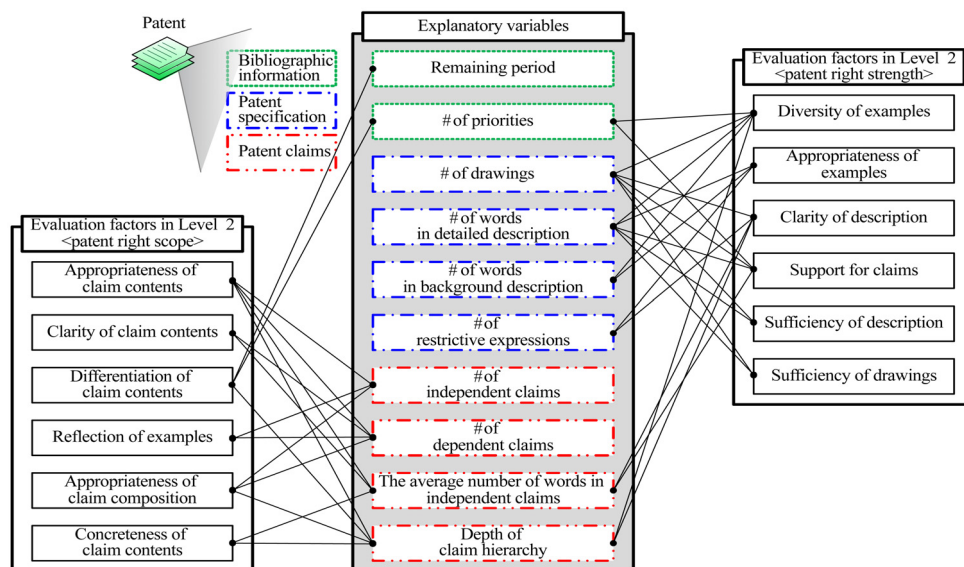 Patent
Bibliographic
information
Patent
specification
Patent claims
Evaluation factors in Level 2
<patent right scope>
Appropriateness of
claim contents
Clarity of claim contents
Differentiation of
claim contents
Reflection of examples
Appropriateness of
claim composition
Concreteness of
claim contents
Explanatory variables
Remaining period
# of priorities
# of drawings
# of words
in detailed description
# of words
in background description
# of
restrictive expressions
# of
independent claims
# of
dependent claims
The average number of words in
independent claims
Depth of
claim hierarchy
Evaluation factors in Level 2
<patent right strength>
Diversity of examples
Appropriateness of
examples
Clarity of description
Support for claims
Sufficiency of description
Sufficiency of drawings